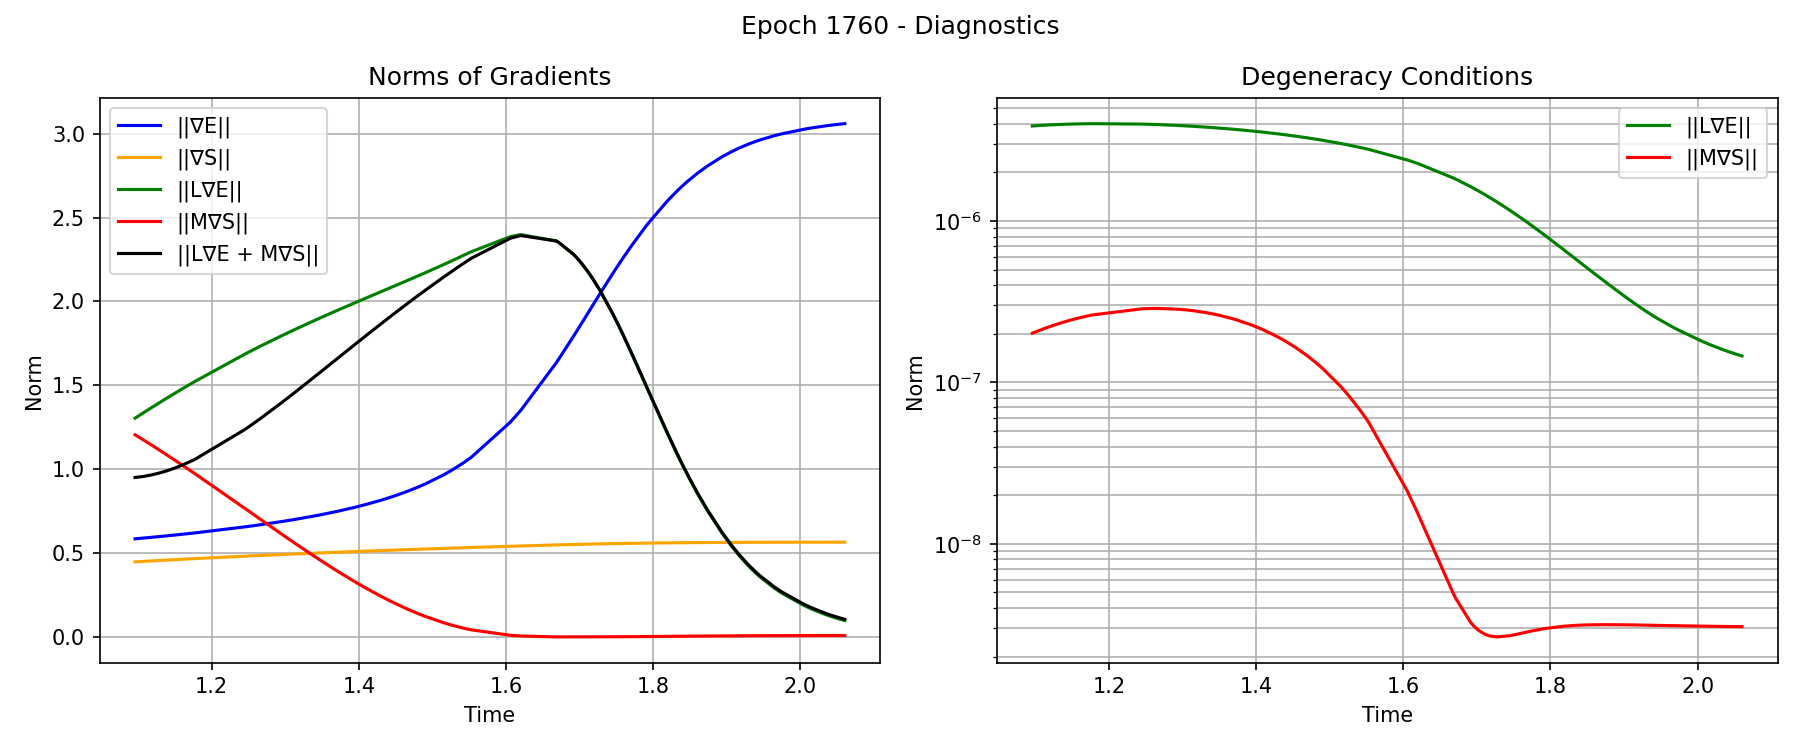 Epoch 1760 - Diagnostics
Norms of Gradients
||∇E||
||∇S||
||L∇E||
||M∇S||
||L∇E + M∇S||
Norm
3.0
2.5
2.0
1.5
1.0
0.5
0.0
1.2
1.4
1.6
1.8
2.0
Time
Degeneracy Conditions
||L∇E||
||M∇S||
Norm
10⁻⁶
10⁻⁷
10⁻⁸
1.2
1.4
1.6
1.8
2.0
Time